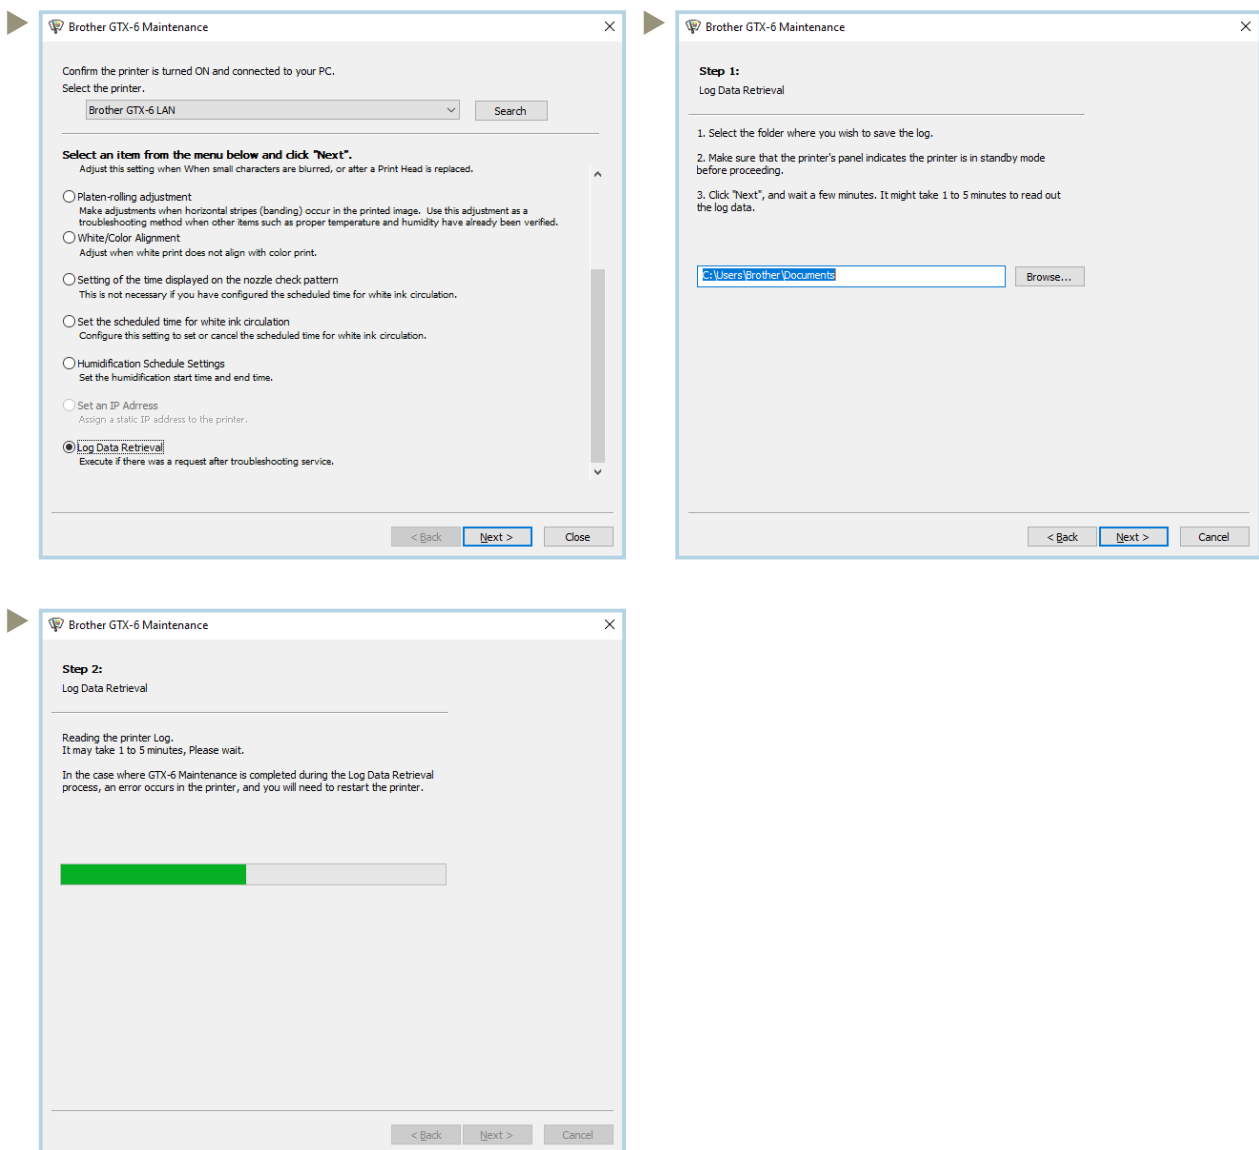 Brother GTX-6 Maintenance
Confirm the printer is turned ON and connected to your PC.
Select the printer.
Brother GTX-6 LAN
Search
Select an item from the menu below and click "Next".
Adjust this setting when When small characters are blurred, or after a Print Head is replaced.
Platen-rolling adjustment
Make adjustments when horizontal stripes (banding) occur in the printed image. Use this adjustment as a
troubleshooting method when other items such as proper temperature and humidity have already been verified.
White/Color Alignment
Adjust when white print does not align with color print.
Setting of the time displayed on the nozzle check pattern
This is not necessary if you have configured the scheduled time for white ink circulation.
Set the scheduled time for white ink circulation
Configure this setting to set or cancel the scheduled time for white ink circulation.
Humidification Schedule Settings
Set the humidification start time and end time.
Set an IP Adrress
Assign a static IP address to the printer.
Log Data Retrieval
Execute if there was a request after troubleshooting service.
< Back
Next >
Close
Brother GTX-6 Maintenance
Step 1:
Log Data Retrieval
1. Select the folder where you wish to save the log.
2. Make sure that the printer's panel indicates the printer is in standby mode
before proceeding.
3. Click "Next", and wait a few minutes. It might take 1 to 5 minutes to read out
the log data.
C:\Users\Brother\Documents
Browse...
< Back
Next >
Cancel
Brother GTX-6 Maintenance
Step 2:
Log Data Retrieval
Reading the printer Log.
It may take 1 to 5 minutes, Please wait.
In the case where GTX-6 Maintenance is completed during the Log Data Retrieval
process, an error occurs in the printer, and you will need to restart the printer.
< Back
Next >
Cancel